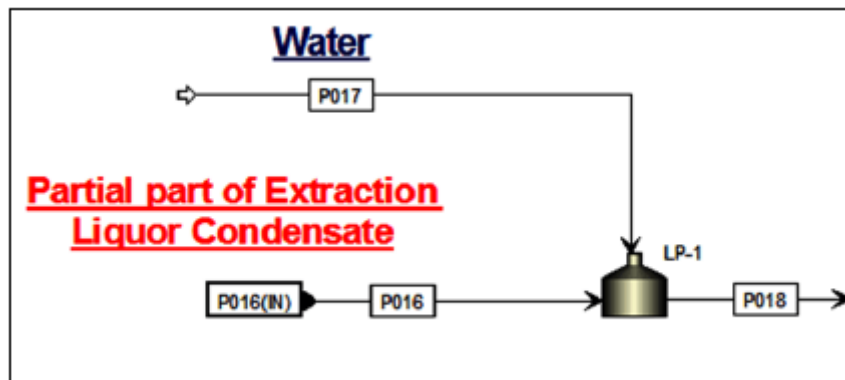 Water
P017
Partial part of Extraction
Liquor Condensate
LP-1
P016(IN)
P016
P018